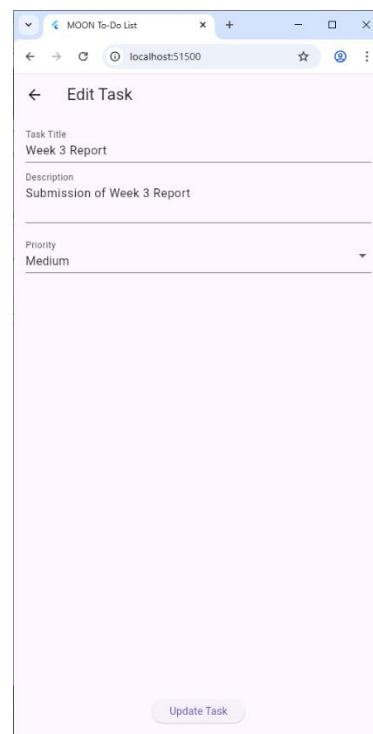 MOON To-Do List
localhost:51500
Edit Task
Task Title
Week 3 Report
Description
Submission of Week 3 Report
Priority
Medium
Update Task